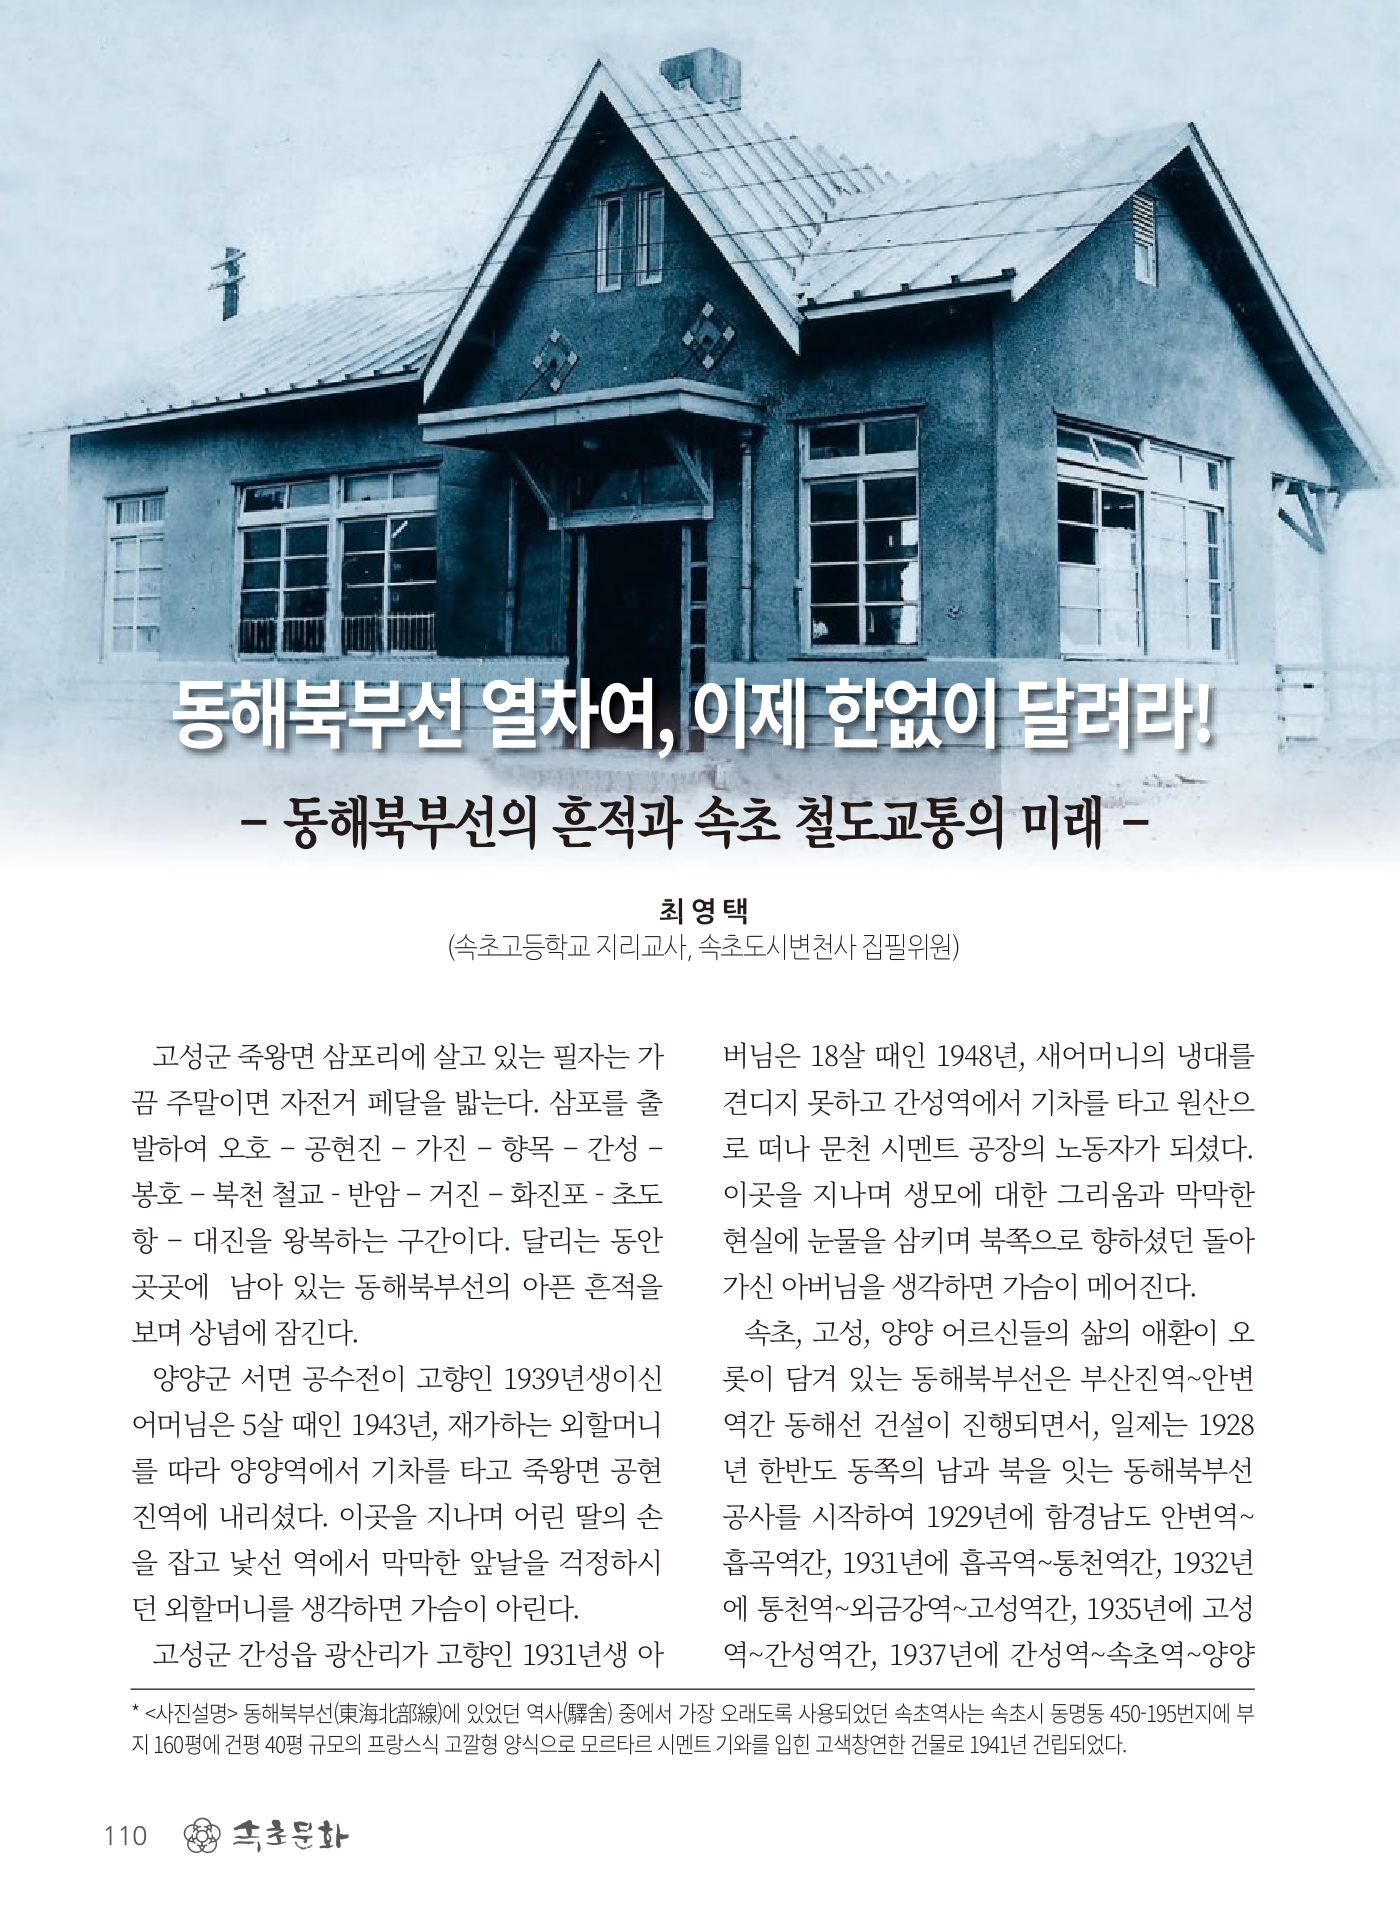 동해북부선 열차여, 이제 한없이 달려라!
– 동해북부선의 흔적과 속초 철도교통의 미래 –
최영택
(속초고등학교 지리교사, 속초도시변천사 집필위원)
고성군 죽왕면 삼포리에 살고 있는 필자는 가
끔 주말이면 자전거 페달을 밟는다. 삼포를 출
발하여 오호 – 공현진 – 가진 – 향목 – 간성 –
봉호 – 북천 철교 - 반암 – 거진 – 화진포 - 초도
항 – 대진을 왕복하는 구간이다. 달리는 동안
곳곳에 남아 있는 동해북부선의 아픈 흔적을
보며 상념에 잠긴다.
양양군 서면 공수전이 고향인 1939년생이신
어머님은 5살 때인 1943년, 재가하는 외할머니
를 따라 양양역에서 기차를 타고 죽왕면 공현
진역에 내리셨다. 이곳을 지나며 어린 딸의 손
을 잡고 낯선 역에서 막막한 앞날을 걱정하시
던 외할머니를 생각하면 가슴이 아린다.
고성군 간성읍 광산리가 고향인 1931년생 아
버님은 18살 때인 1948년, 새어머니의 냉대를
견디지 못하고 간성역에서 기차를 타고 원산으
로 떠나 문천 시멘트 공장의 노동자가 되셨다.
이곳을 지나며 생모에 대한 그리움과 막막한
현실에 눈물을 삼키며 북쪽으로 향하셨던 돌아
가신 아버님을 생각하면 가슴이 메어진다.
속초, 고성, 양양 어르신들의 삶의 애환이 오
롯이 담겨 있는 동해북부선은 부산진역~안변
역간 동해선 건설이 진행되면서, 일제는 1928
년 한반도 동쪽의 남과 북을 잇는 동해북부선
공사를 시작하여 1929년에 함경남도 안변역~
흡곡역간, 1931년에 흡곡역~통천역간, 1932년
에 통천역~외금강역~고성역간, 1935년에 고성
역~간성역간, 1937년에 간성역~속초역~양양
* <사진설명> 동해북부선(東海北部線)에 있었던 역사(驛舍) 중에서 가장 오래도록 사용되었던 속초역사는 속초시 동명동 450-195번지에 부
지 160평에 건평 40평 규모의 프랑스식 고깔형 양식으로 모르타르 시멘트 기와를 입힌 고색창연한 건물로 1941년 건립되었다.
110 속초문화